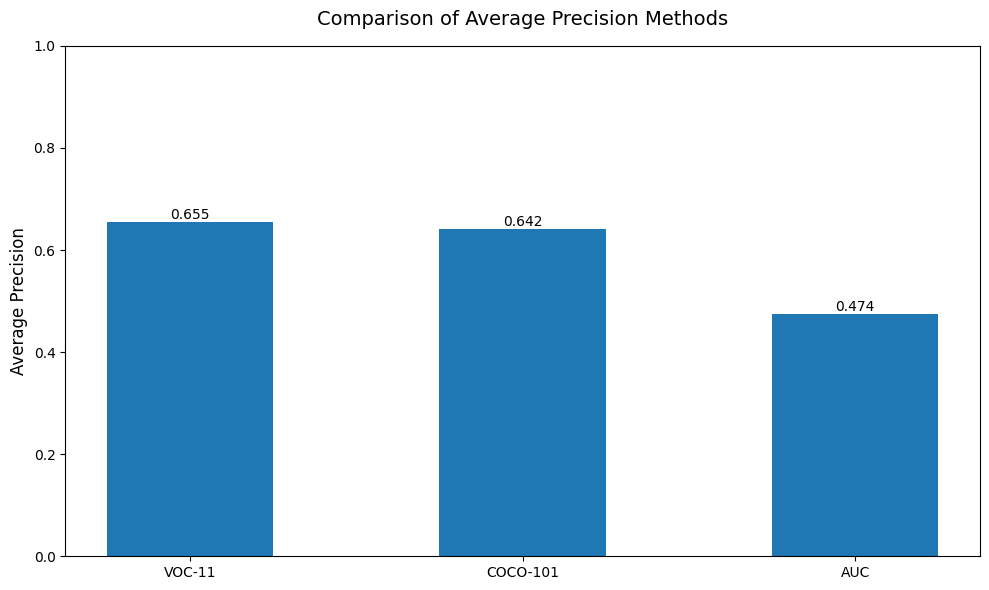 Comparison of Average Precision Methods
Average Precision
1.0
0.8
0.6
0.4
0.2
0.0
0.655
0.642
0.474
VOC-11
COCO-101
AUC